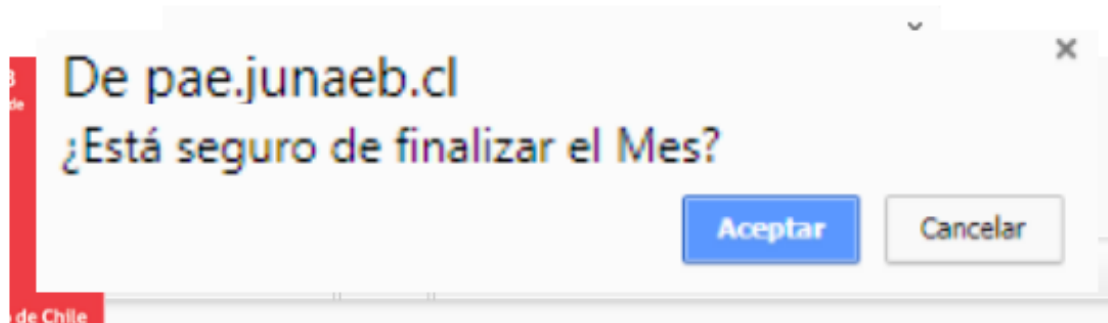 De pae.junaeb.cl
¿Está seguro de finalizar el Mes?
Aceptar
Cancelar
de Chile